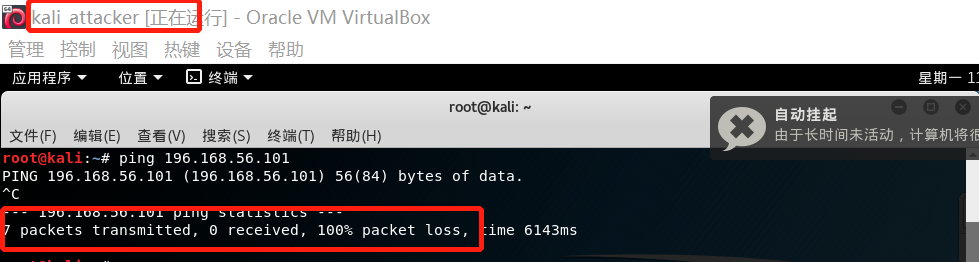 kali attacker [正在运行] - Oracle VM VirtualBox
管理 控制 视图 热键 设备 帮助
应用程序 位置 终端 星期一 11
root@kali: ~
自动挂起
文件(F) 编辑(E) 查看(V) 搜索(S) 终端(T) 帮助(H)
由于长时间未活动，计算机将很
root@kali:~# ping 196.168.56.101
PING 196.168.56.101 (196.168.56.101) 56(84) bytes of data.
^C
--- 196.168.56.101 ping statistics ---
7 packets transmitted, 0 received, 100% packet loss, time 6143ms